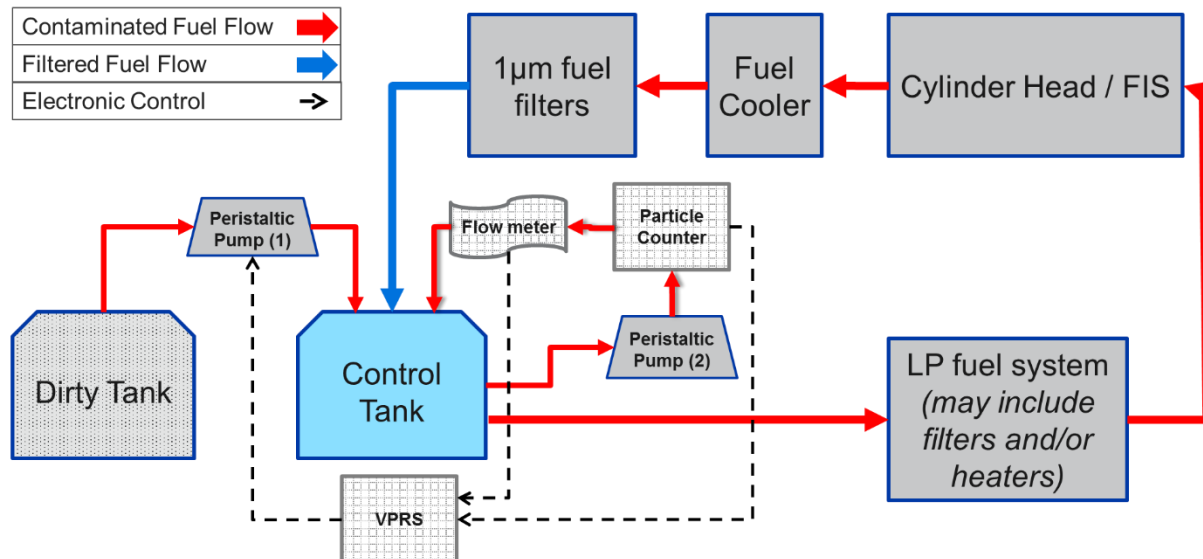 Contaminated Fuel Flow
Filtered Fuel Flow
Electronic Control
1µm fuel
filters
Fuel
Cooler
Cylinder Head / FIS
Peristaltic
Pump (1)
Flow meter
Particle
Counter
Dirty Tank
Control
Tank
Peristaltic
Pump (2)
LP fuel system
(may include
filters and/or
heaters)
VPRS